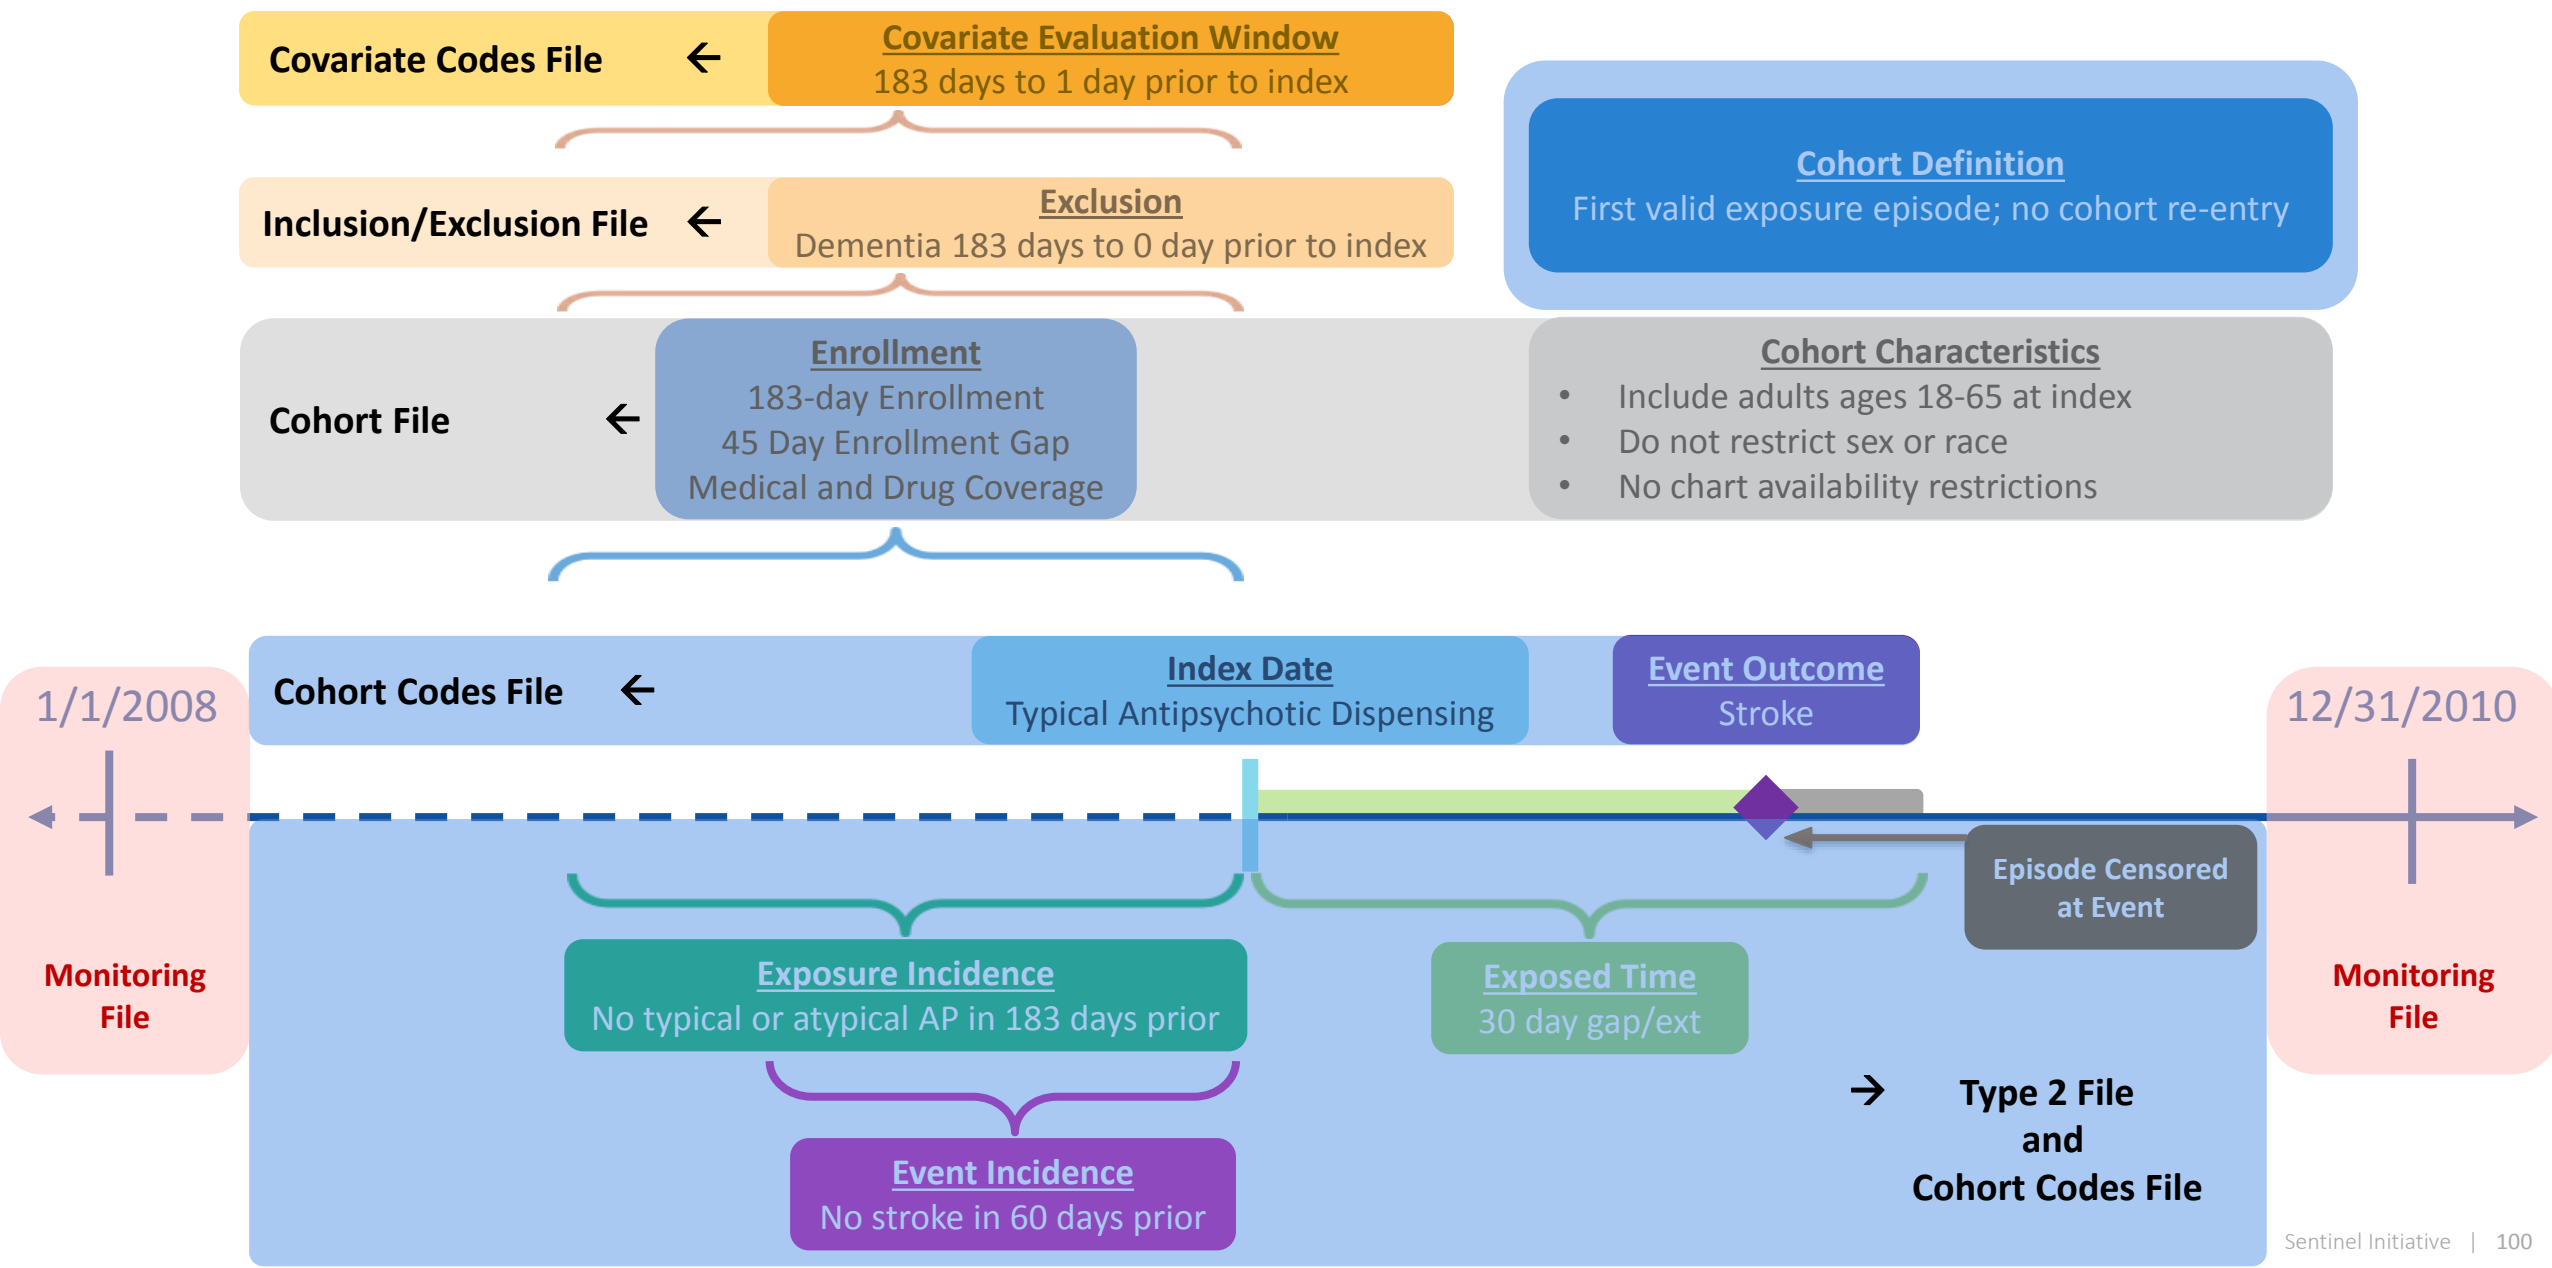 Covariate Codes File ←
Covariate Evaluation Window
183 days to 1 day prior to index
Cohort Definition
First valid exposure episode; no cohort re-entry
Inclusion/Exclusion File ←
Exclusion
Dementia 183 days to 0 day prior to index
Cohort File ←
Enrollment
183-day Enrollment
45 Day Enrollment Gap
Medical and Drug Coverage
Cohort Characteristics
• Include adults ages 18-65 at index
• Do not restrict sex or race
• No chart availability restrictions
1/1/2008
Monitoring
File
Cohort Codes File ←
Index Date
Typical Antipsychotic Dispensing
Event Outcome
Stroke
12/31/2010
Monitoring
File
Episode Censored
at Event
Exposure Incidence
No typical or atypical AP in 183 days prior
Exposed Time
30 day gap/ext
Event Incidence
No stroke in 60 days prior
→ Type 2 File
and
Cohort Codes File
Sentinel Initiative | 100